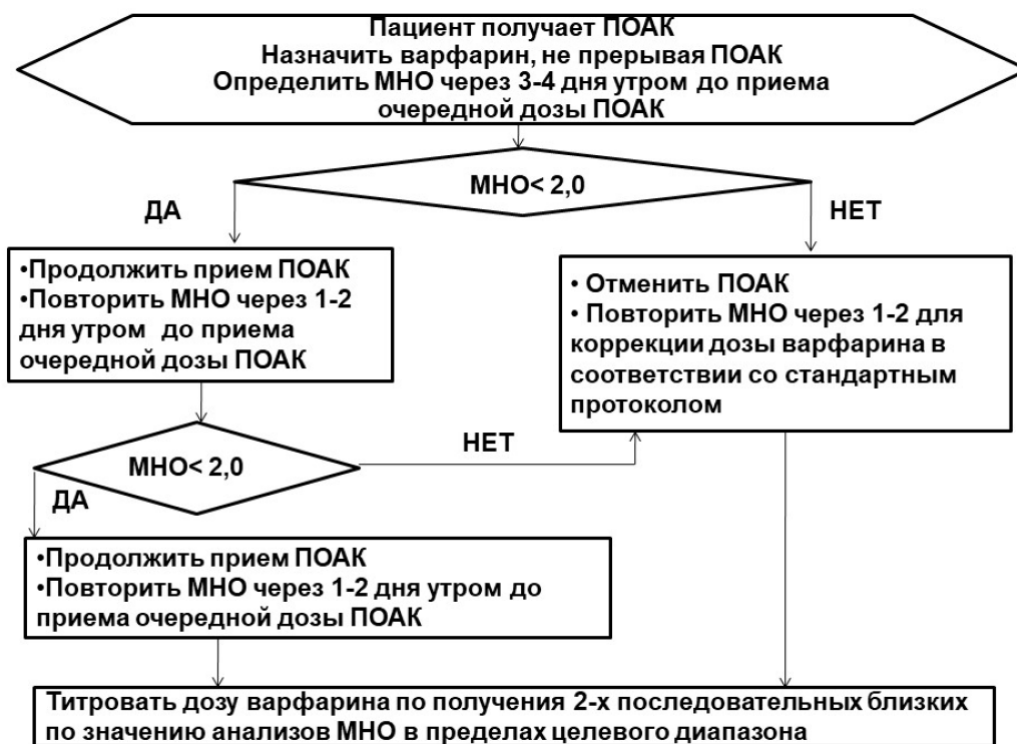 Пациент получает ПОАК
Назначить варфарин, не прерывая ПОАК
Определить МНО через 3-4 дня утром до приема
очередной дозы ПОАК
МНО< 2,0
ДА
НЕТ
•Продолжить прием ПОАК
•Повторить МНО через 1-2
дня утром до приема
очередной дозы ПОАК
• Отменить ПОАК
• Повторить МНО через 1-2 для
коррекции дозы варфарина в
соответствии со стандартным
протоколом
МНО< 2,0
НЕТ
ДА
•Продолжить прием ПОАК
•Повторить МНО через 1-2 дня утром до
приема очередной дозы ПОАК
Титровать дозу варфарина по получения 2-х последовательных близких
по значению анализов МНО в пределах целевого диапазона